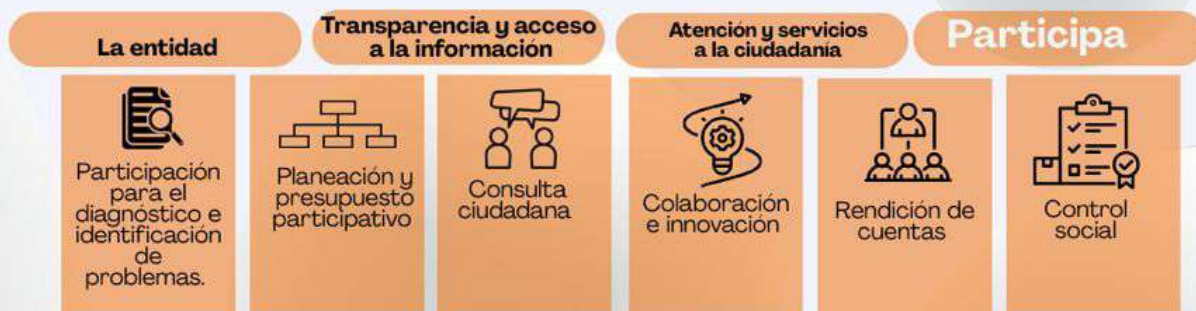 La entidad
Transparencia y acceso
a la información
Atención y servicios
a la ciudadanía
Participa
Participación
para el
diagnóstico e
identificación
de
problemas.
Planeación y
presupuesto
participativo
Consulta
ciudadana
Colaboración
e innovación
Rendición de
cuentas
Control
social